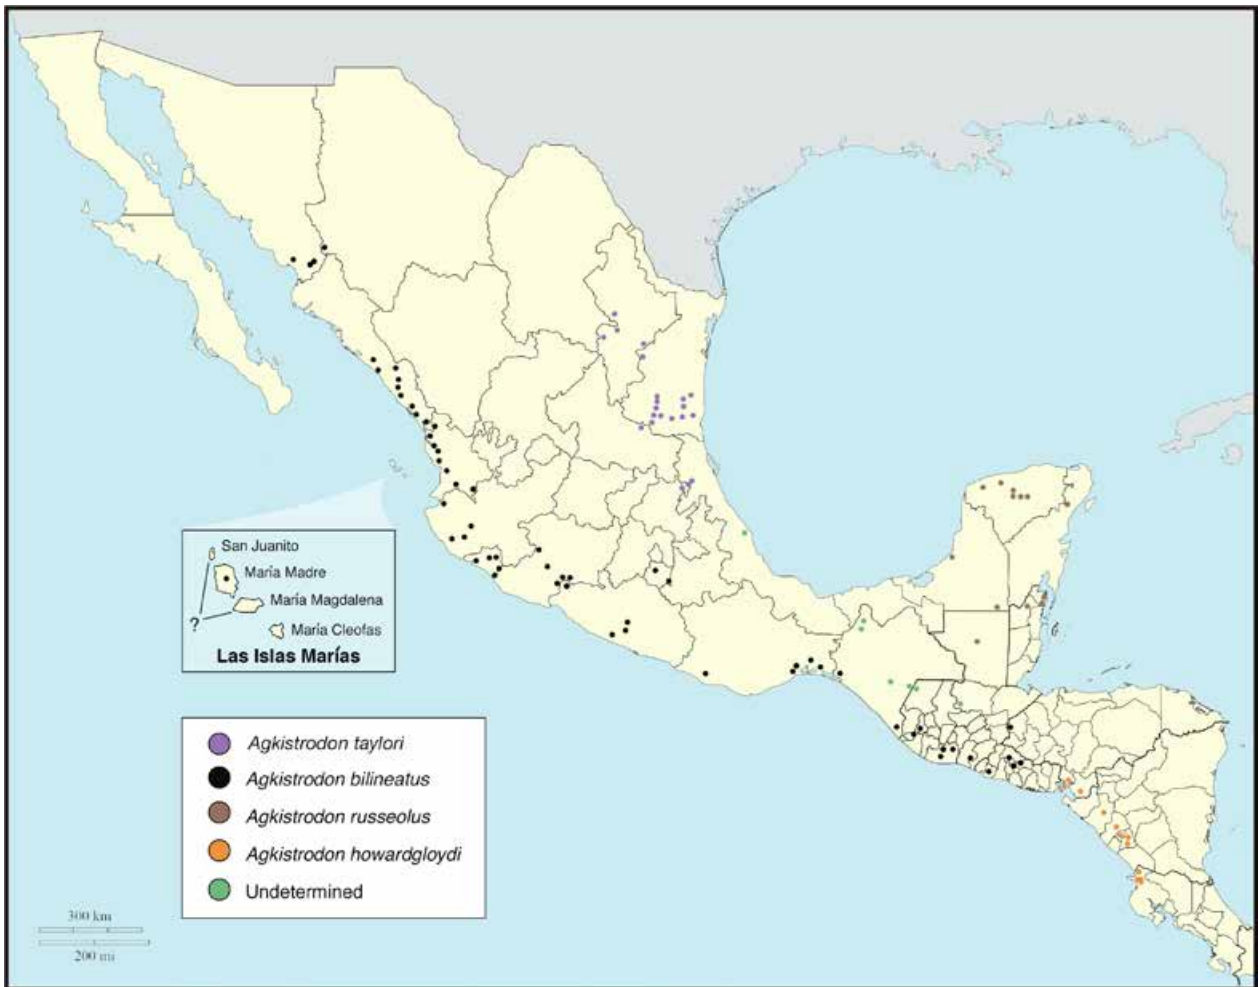 San Juanito
María Madre
María Magdalena
?
María Cleofas
Las Islas Marías
Agkistrodon taylori
Agkistrodon bilineatus
Agkistrodon russeolus
Agkistrodon howardgloydi
Undetermined
300 km
200 mi